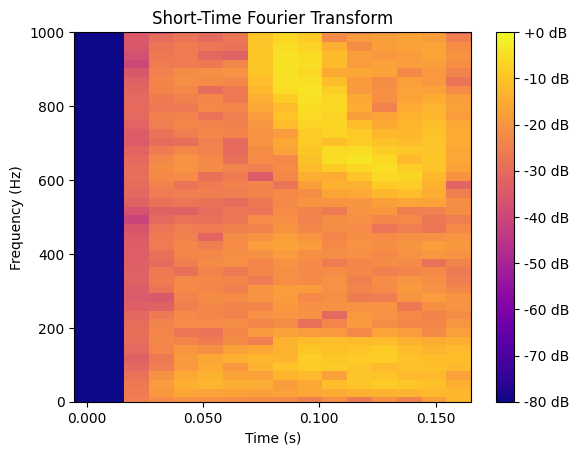 Short-Time Fourier Transform
1000
800
600
400
200
0
Frequency (Hz)
0.000
0.050
0.100
0.150
Time (s)
+0 dB
-10 dB
-20 dB
-30 dB
-40 dB
-50 dB
-60 dB
-70 dB
-80 dB